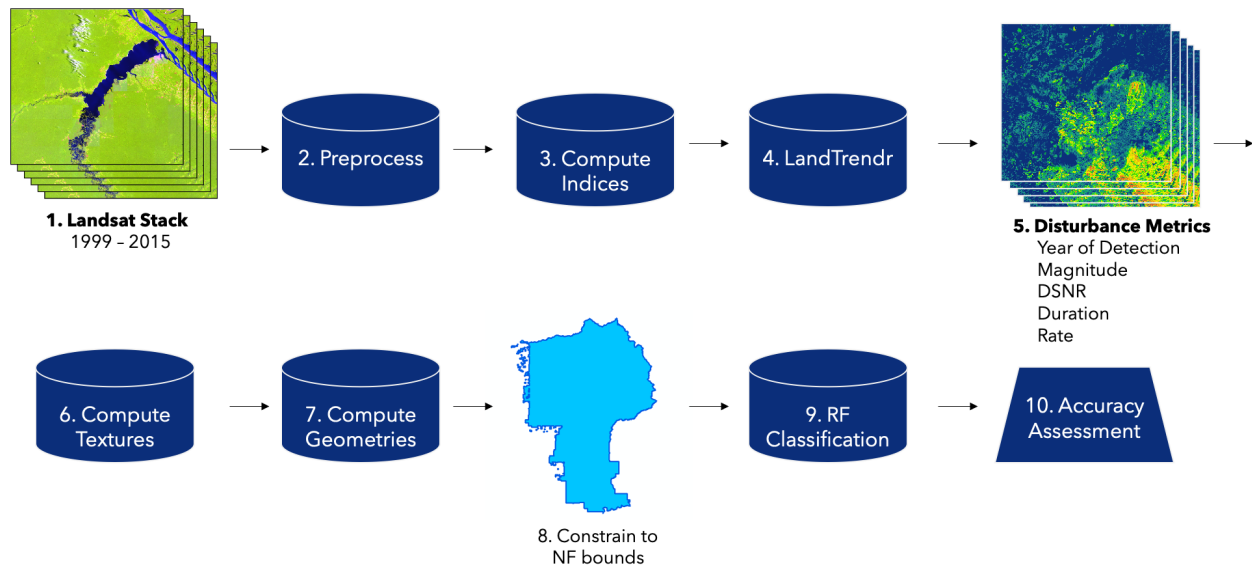 2. Preprocess
3. Compute
Indices
4. LandTrendr
1. Landsat Stack
1999 – 2015
5. Disturbance Metrics
Year of Detection
Magnitude
DSNR
Duration
Rate
6. Compute
Textures
7. Compute
Geometries
8. Constrain to
NF bounds
9. RF
Classification
10. Accuracy
Assessment